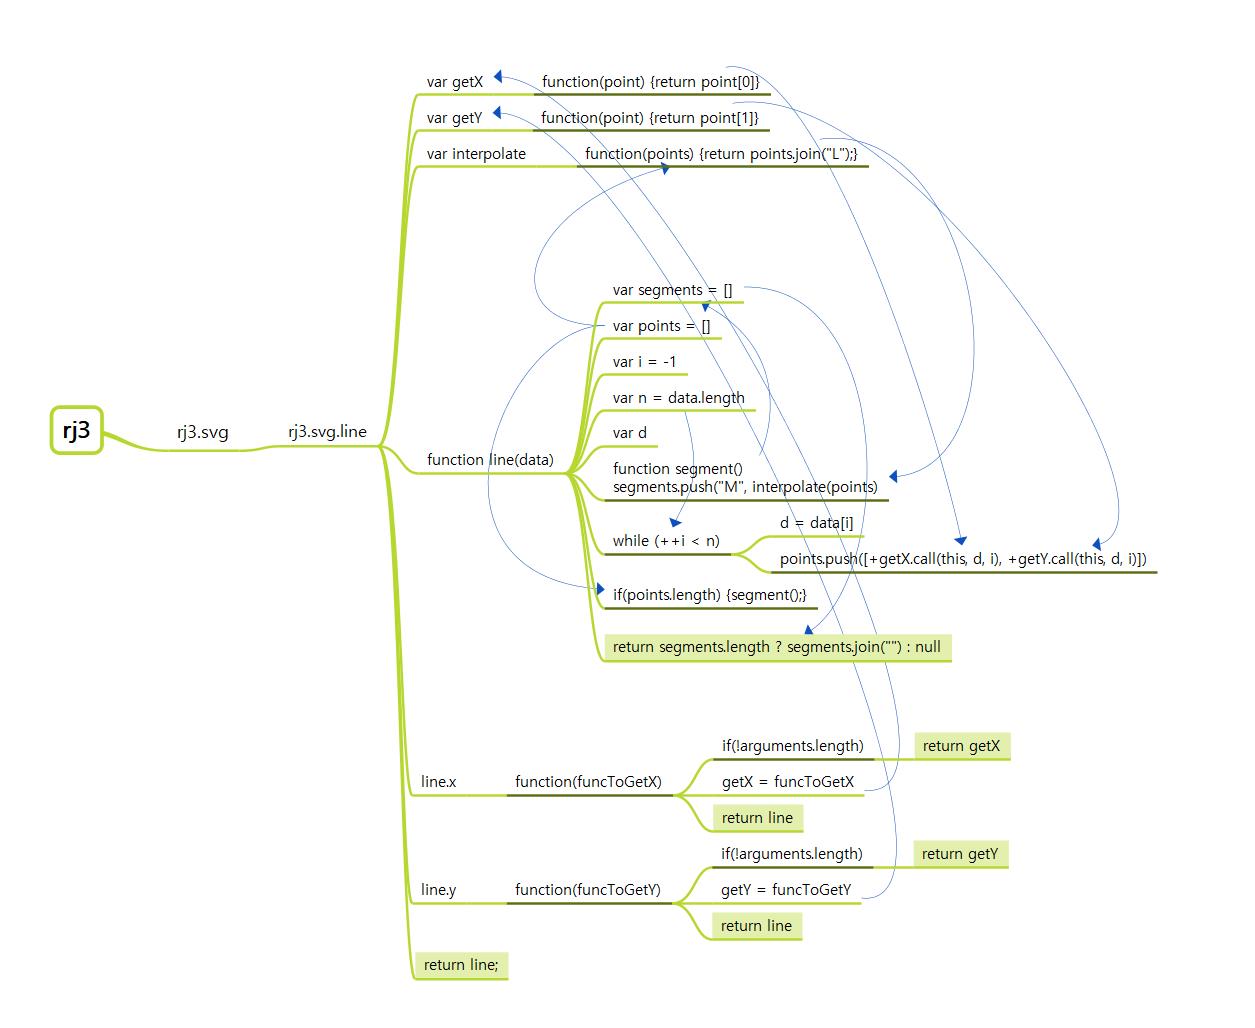 var getX
function(point) {return point[0]}
var getY
function(point) {return point[1]}
var interpolate
function(points) {return points.join("L");}
var segments = []
var points = []
var i = -1
var n = data.length
rj3
rj3.svg
rj3.svg.line
var d
function line(data)
function segment()
segments.push("M", interpolate(points)
d = data[i]
while (++i < n)
points.push([+getX.call(this, d, i), +getY.call(this, d, i)])
if(points.length) {segment();}
return segments.length ? segments.join("") : null
if(!arguments.length)
return getX
line.x
function(funcToGetX)
getX = funcToGetX
return line
if(!arguments.length)
return getY
line.y
function(funcToGetY)
getY = funcToGetY
return line
return line;